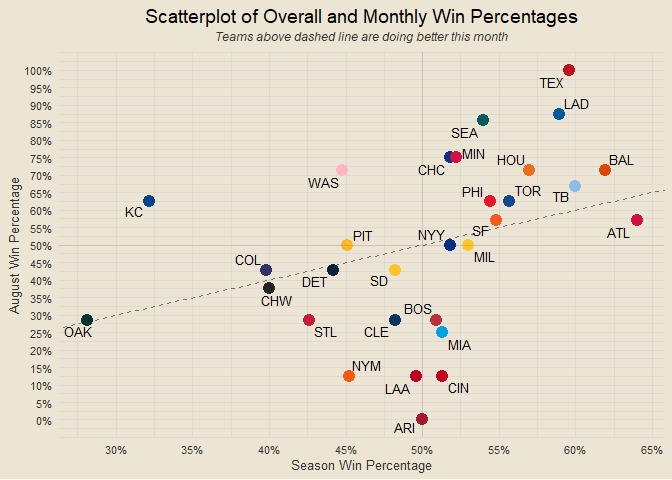 Scatterplot of Overall and Monthly Win Percentages
Teams above dashed line are doing better this month
August Win Percentage
100%
95%
90%
85%
80%
75%
70%
65%
60%
55%
50%
45%
40%
35%
30%
25%
20%
15%
10%
5%
0%
TEX
LAD
SEA
MIN
CHC
HOU
BAL
WAS
PHI
TOR
TB
KC
SF
ATL
PIT
NYY
MIL
COL
DET
SD
CHW
BOS
OAK
STL
CLE
MIA
NYM
LAA
CIN
ARI
30%
40%
45%
50%
55%
60%
65%
Season Win Percentage